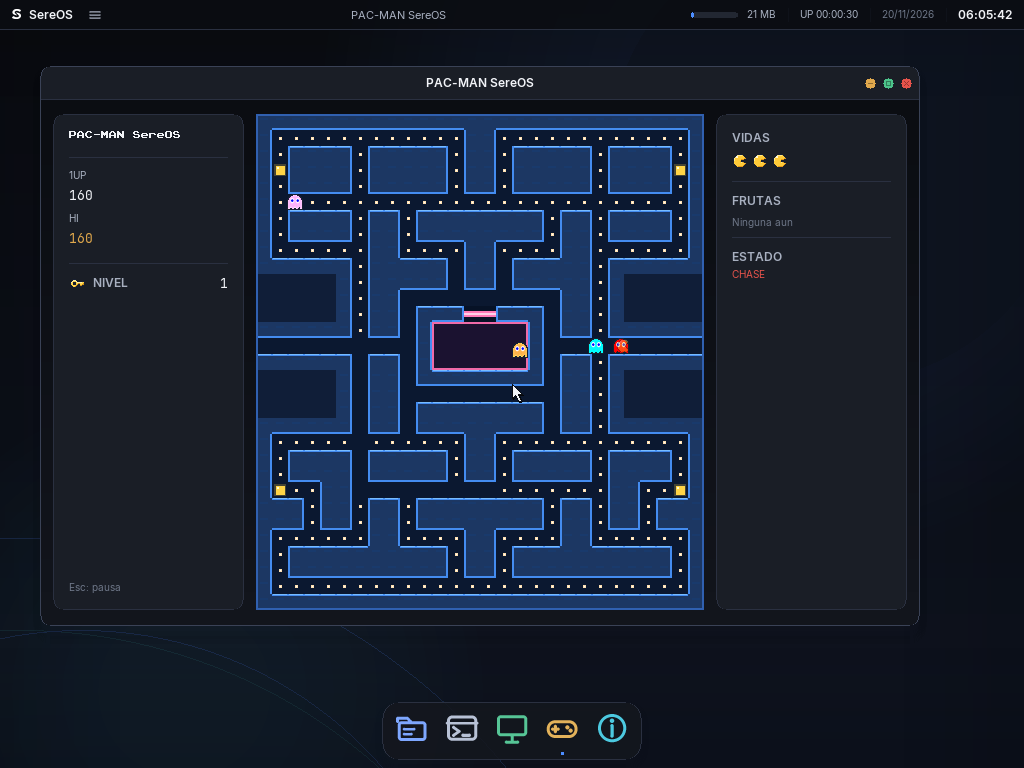 SereOS
PAC-MAN SereOS
21 MB
UP 00:00:30
20/11/2026
06:05:42
PAC-MAN SereOS
PAC-MAN SereOS
1UP
160
HI
160
NIVEL 1
Esc: pausa
VIDAS
FRUTAS
Ninguna aun
ESTADO
CHASE